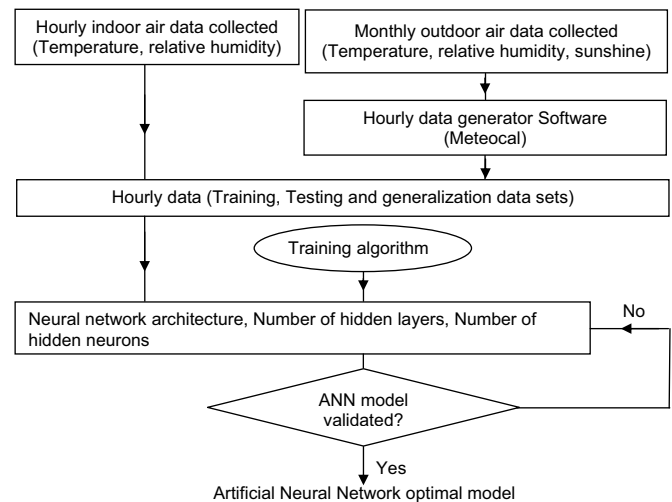 Hourly indoor air data collected
(Temperature, relative humidity)
Monthly outdoor air data collected
(Temperature, relative humidity, sunshine)
Hourly data generator Software
(Meteocal)
Hourly data (Training, Testing and generalization data sets)
Training algorithm
Neural network architecture, Number of hidden layers, Number of
hidden neurons
No
ANN model
validated?
Yes
Artificial Neural Network optimal model